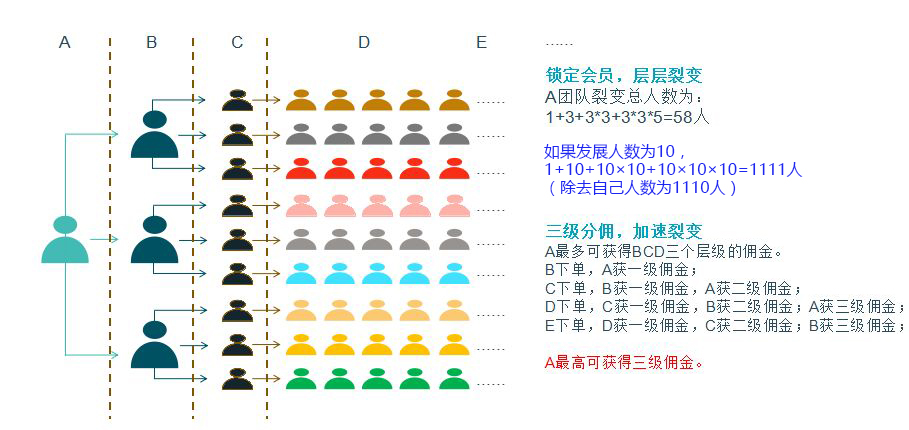 A B C D E ……
锁定会员，层层裂变
A团队裂变总人数为：
1+3+3*3+3*3*5=58人
如果发展人数为10，
1+10+10×10+10×10×10=1111人
（除去自己人数为1110人）
三级分佣，加速裂变
A最多可获得BCD三个层级的佣金。
B下单，A获一级佣金；
C下单，B获一级佣金，A获二级佣金；
D下单，C获一级佣金，B获二级佣金；A获三级佣金；
E下单，D获一级佣金，C获二级佣金；B获三级佣金；
A最高可获得三级佣金。